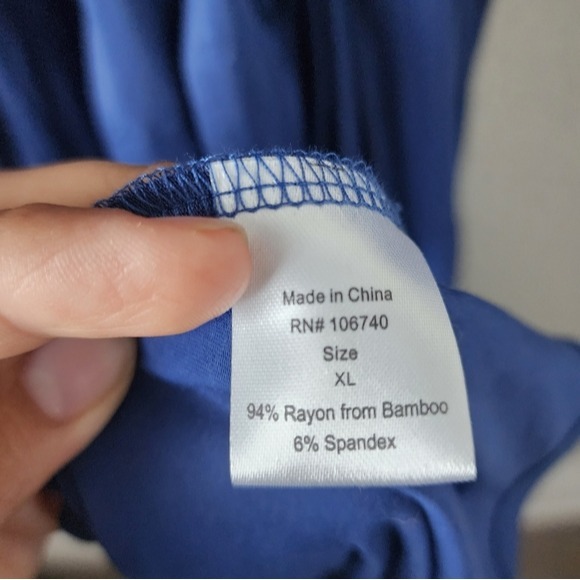 Made in China
RN# 106740
Size
XL
94% Rayon from Bamboo
6% Spandex